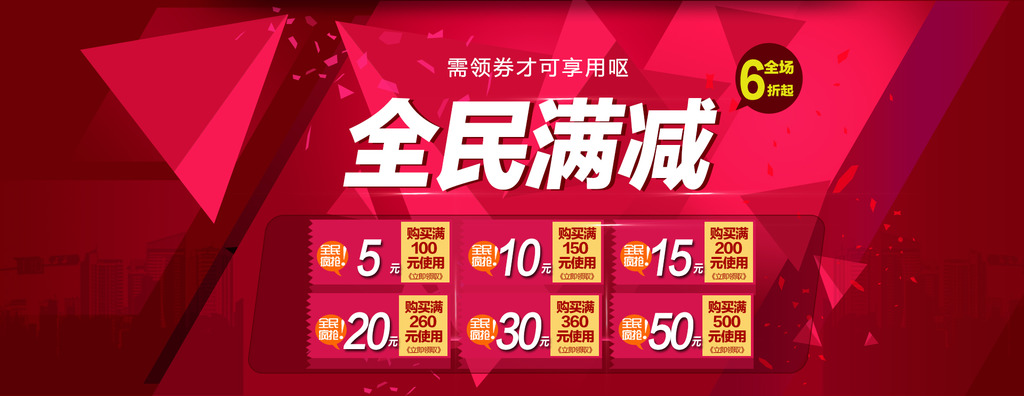 需领券才可享用呕
6
全场
折起
全民满减
全民
疯抢!
5元
购买满
100
元使用
《立即领取》
全民
疯抢!
10元
购买满
150
元使用
《立即领取》
全民
疯抢!
15元
购买满
200
元使用
《立即领取》
全民
疯抢!
20元
购买满
260
元使用
《立即领取》
全民
疯抢!
30元
购买满
360
元使用
《立即领取》
全民
疯抢!
50元
购买满
500
元使用
《立即领取》